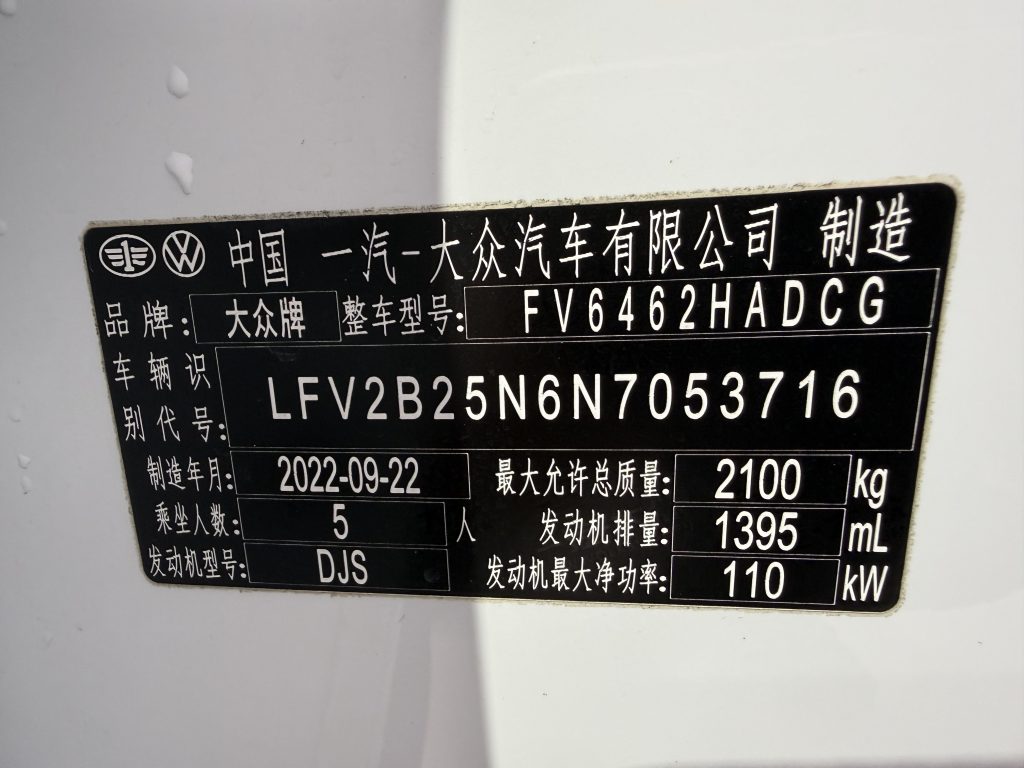 中国 一汽-大众汽车有限公司 制造
品牌: 大众牌 整车型号: FV6462HADCG
车辆识别代号: LFV2B25N6N7053716
制造年月: 2022-09-22 最大允许总质量: 2100 kg
乘坐人数: 5 人 发动机排量: 1395 mL
发动机型号: DJS 发动机最大净功率: 110 kW